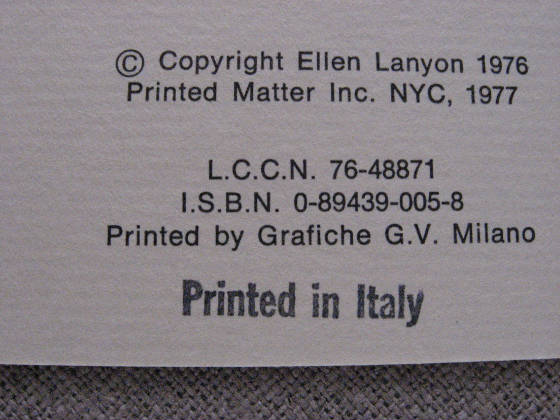 © Copyright Ellen Lanyon 1976
Printed Matter Inc. NYC, 1977
L.C.C.N. 76-48871
I.S.B.N. 0-89439-005-8
Printed by Grafiche G.V. Milano
Printed in Italy